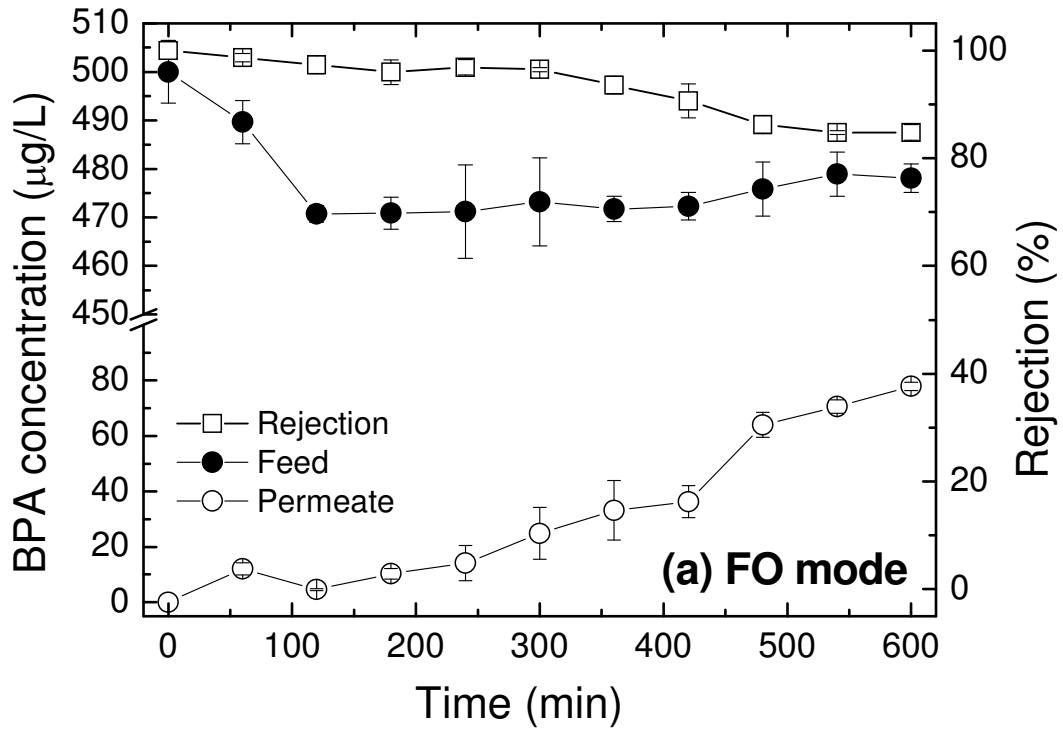 510
500
490
480
470
460
450
80
60
40
20
0
BPA concentration (μg/L)
100
80
60
40
20
0
Rejection (%)
Rejection
Feed
Permeate
(a) FO mode
0 100 200 300 400 500 600
Time (min)